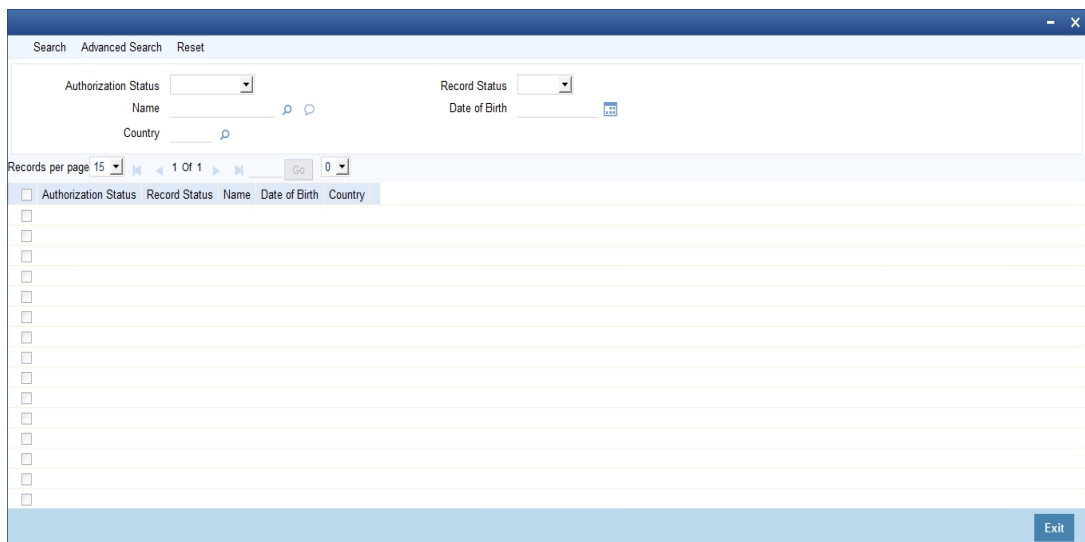 Search Advanced Search Reset
Authorization Status Record Status
Name Date of Birth
Country
Records per page 15 1 Of 1 Go 0
Authorization Status Record Status Name Date of Birth Country
Exit